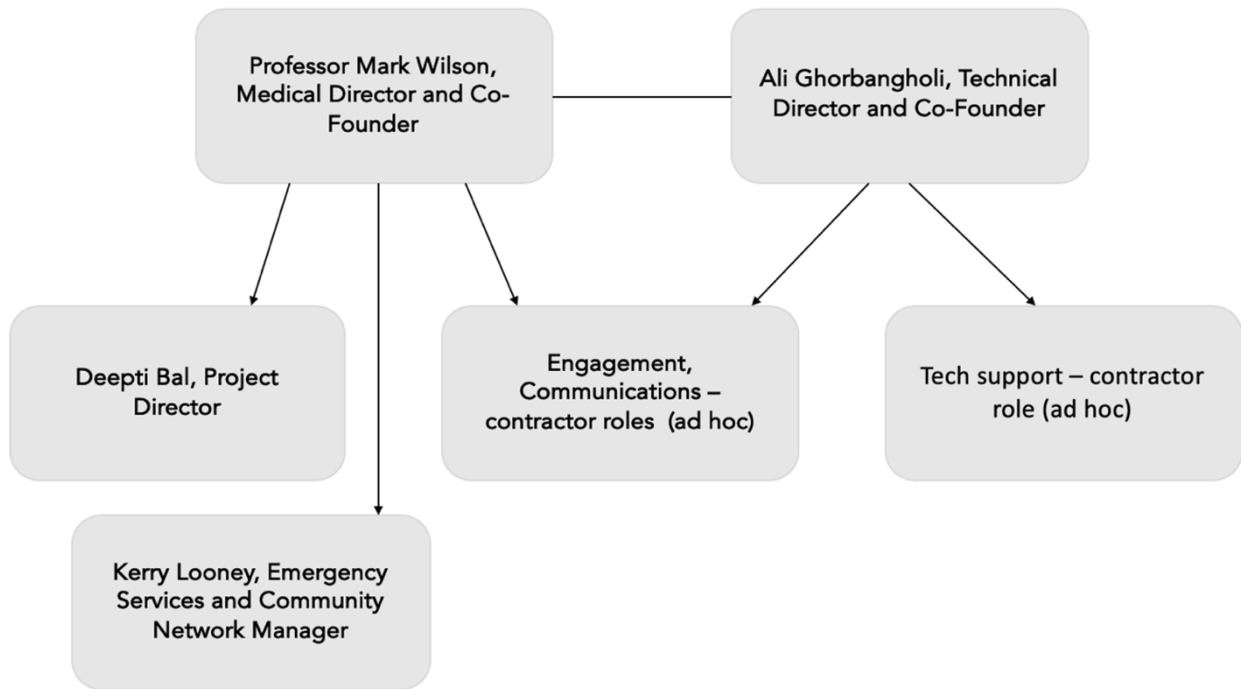 Professor Mark Wilson,
Medical Director and Co-
Founder
Ali Ghorbangholi, Technical
Director and Co-Founder
Deepti Bal, Project
Director
Engagement,
Communications –
contractor roles  (ad hoc)
Tech support – contractor
role (ad hoc)
Kerry Looney, Emergency
Services and Community
Network Manager